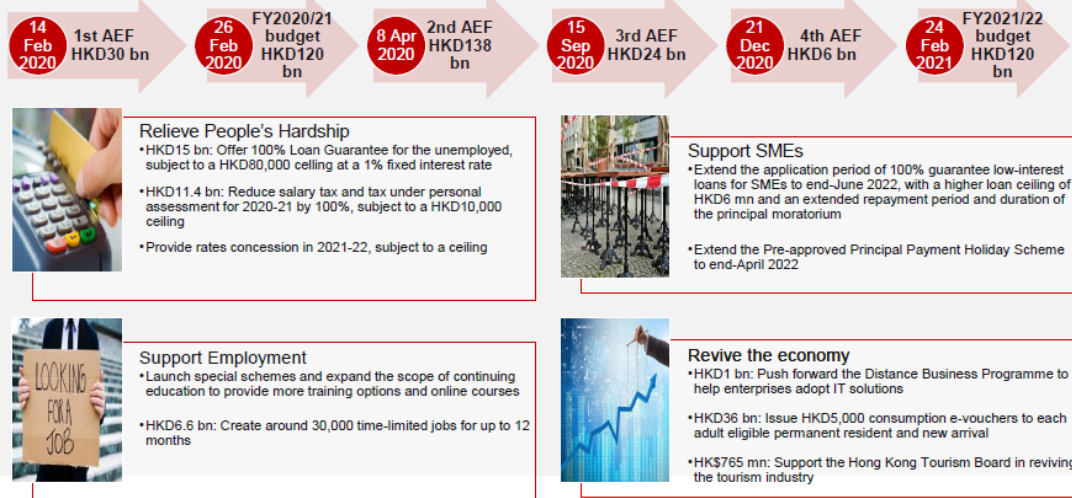 14
Feb
2020
1st AEF
HKD30 bn
26
Feb
2020
FY2020/21
budget
HKD120
bn
8 Apr
2020
2nd AEF
HKD138
bn
15
Sep
2020
3rd AEF
HKD24 bn
21
Dec
2020
4th AEF
HKD6 bn
24
Feb
2021
FY2021/22
budget
HKD120
bn
Relieve People's Hardship
•HKD15 bn: Offer 100% Loan Guarantee for the unemployed,
subject to a HKD80,000 celling at a 1% fixed interest rate
•HKD11.4 bn: Reduce salary tax and tax under personal
assessment for 2020-21 by 100%, subject to a HKD10,000
ceiling
•Provide rates concession in 2021-22, subject to a ceiling
Support SMEs
•Extend the application period of 100% guarantee low-interest
loans for SMEs to end-June 2022, with a higher loan ceiling of
HKD6 mn and an extended repayment period and duration of
the principal moratorium
•Extend the Pre-approved Principal Payment Holiday Scheme
to end-April 2022
LOOKING
FOR A
JOB
Support Employment
•Launch special schemes and expand the scope of continuing
education to provide more training options and online courses
•HKD6.6 bn: Create around 30,000 time-limited jobs for up to 12
months
Revive the economy
•HKD1 bn: Push forward the Distance Business Programme to
help enterprises adopt IT solutions
•HKD36 bn: Issue HKD5,000 consumption e-vouchers to each
adult eligible permanent resident and new arrival
•HK$765 mn: Support the Hong Kong Tourism Board in reviving
the tourism industry